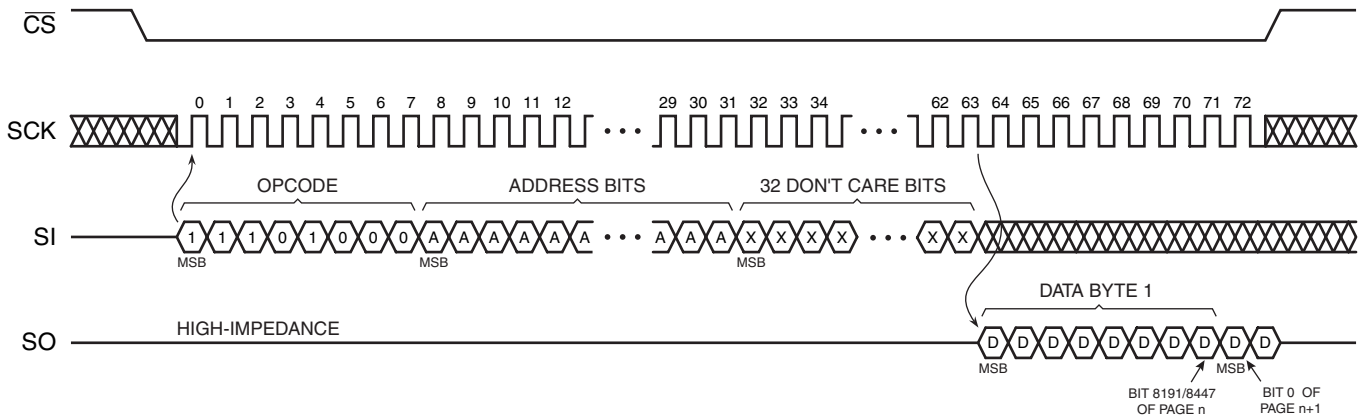 CS
0 1 2 3 4 5 6 7 8 9 10 11 12 29 30 31 32 33 34 62 63 64 65 66 67 68 69 70 71 72
SCK
OPCODE ADDRESS BITS 32 DON'T CARE BITS
SI 1 1 1 0 1 0 0 0 A A A A A A A A A X X X X X X
MSB MSB MSB
DATA BYTE 1
HIGH-IMPEDANCE
SO D D D D D D D D D D
MSB MSB
BIT 8191/8447
OF PAGE n
BIT 0 OF
PAGE n+1